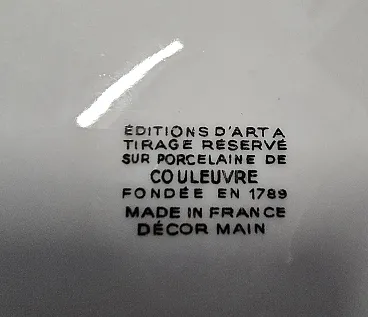 ÉDITIONS D'ART A
TIRAGE RÉSERVÉ
SUR PORCELAINE DE
COULEUVRE
FONDÉE EN 1789
MADE IN FRANCE
DÉCOR MAIN